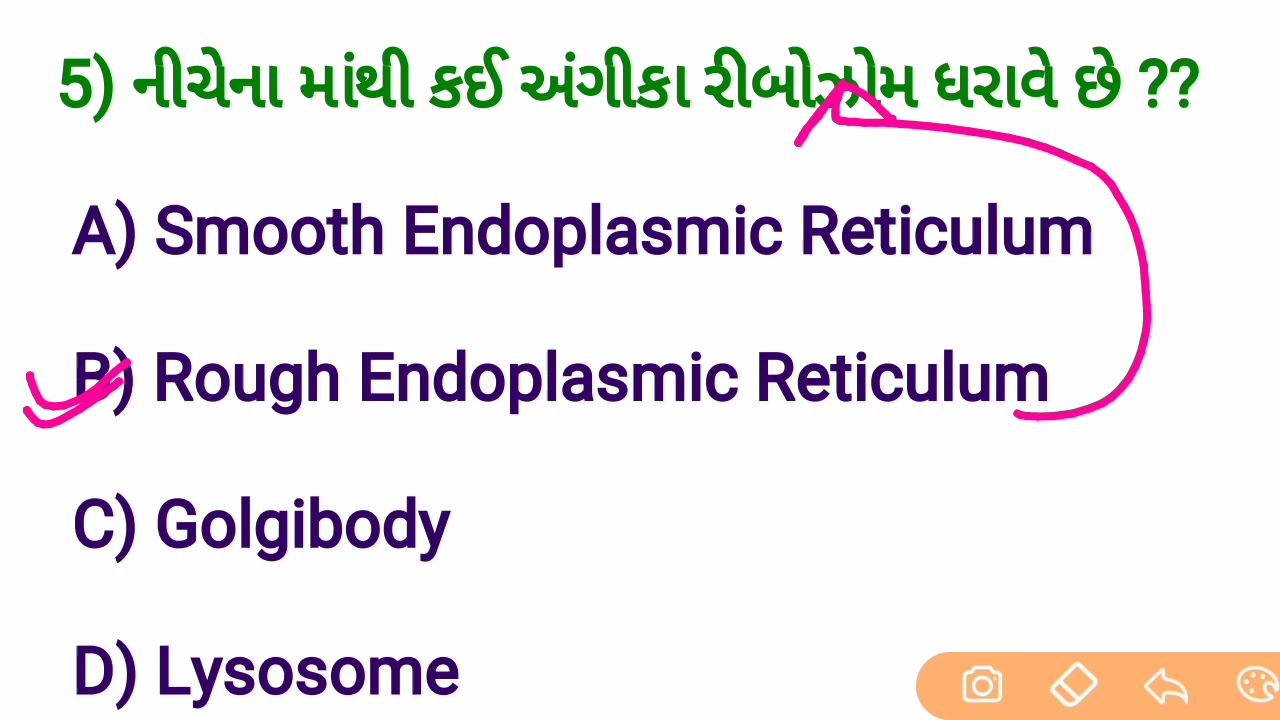 5) નીચેના માંથી કઈ અંગીકા રીબોઝોમ ધરાવે છે ??
A) Smooth Endoplasmic Reticulum
B) Rough Endoplasmic Reticulum
C) Golgibody
D) Lysosome